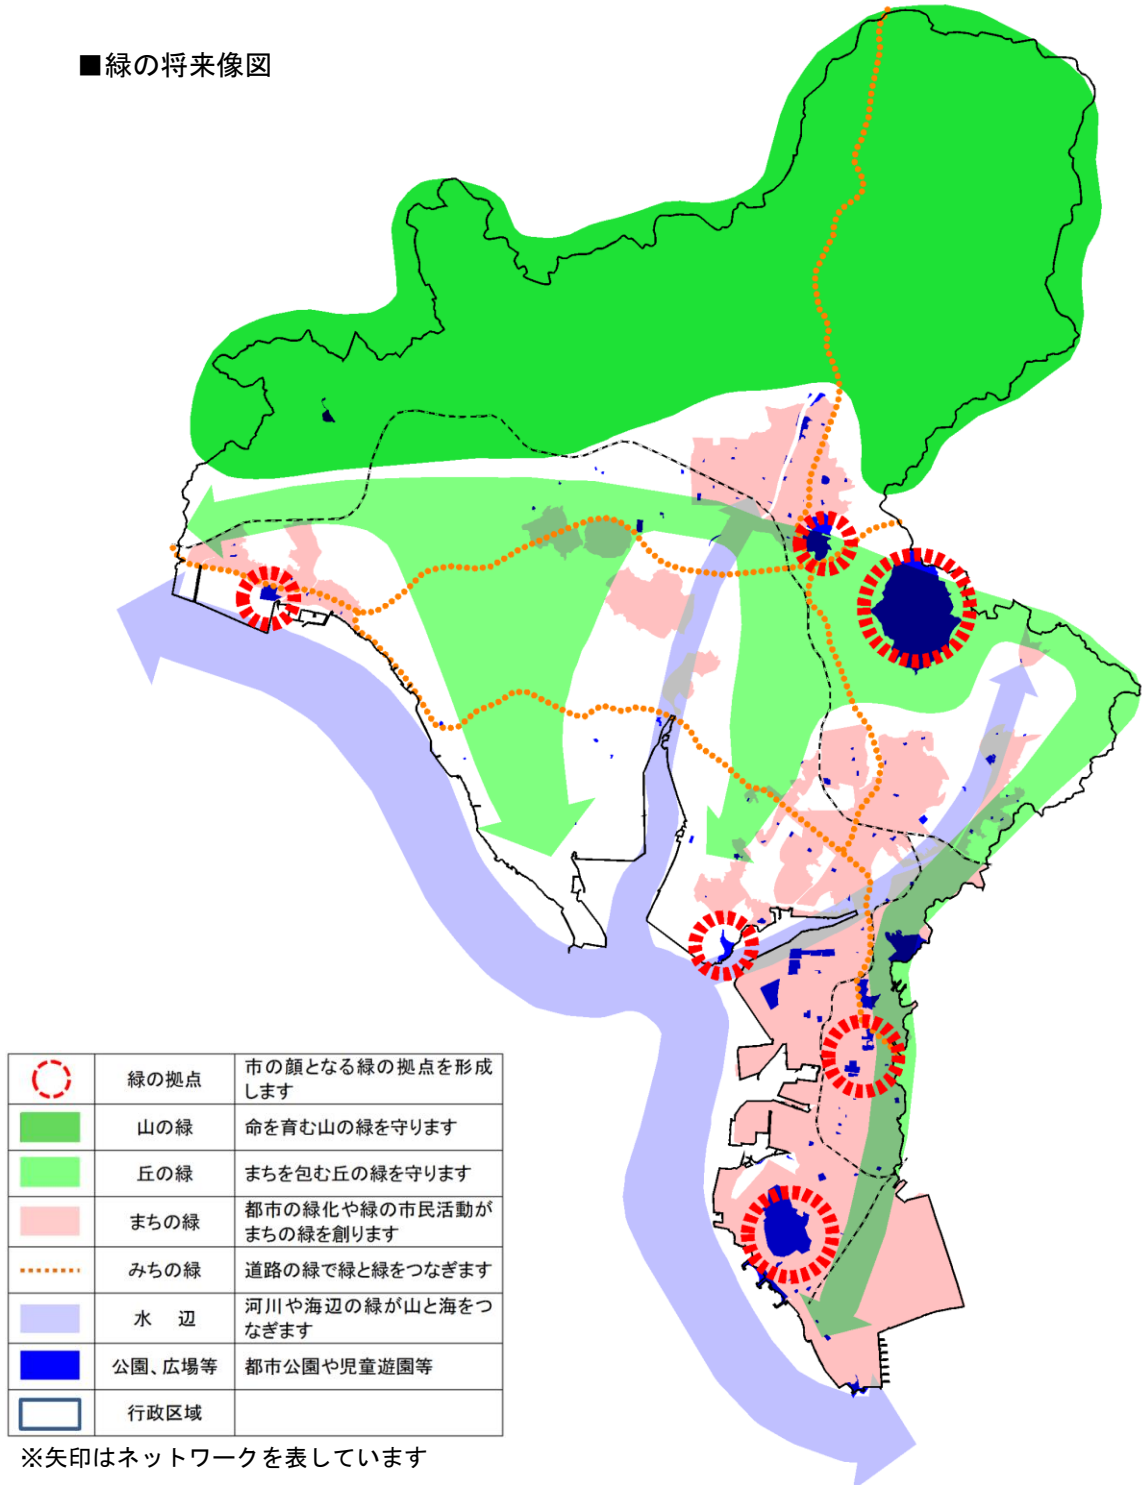 ■緑の将来像図
緑の拠点
市の顔となる緑の拠点を形成
します
山の緑
命を育む山の緑を守ります
丘の緑
まちを包む丘の緑を守ります
まちの緑
都市の緑化や緑の市民活動が
まちの緑を創ります
みちの緑
道路の緑で緑と緑をつなぎます
水 辺
河川や海辺の緑が山と海をつ
なぎます
公園、広場等
都市公園や児童遊園等
行政区域
※矢印はネットワークを表しています